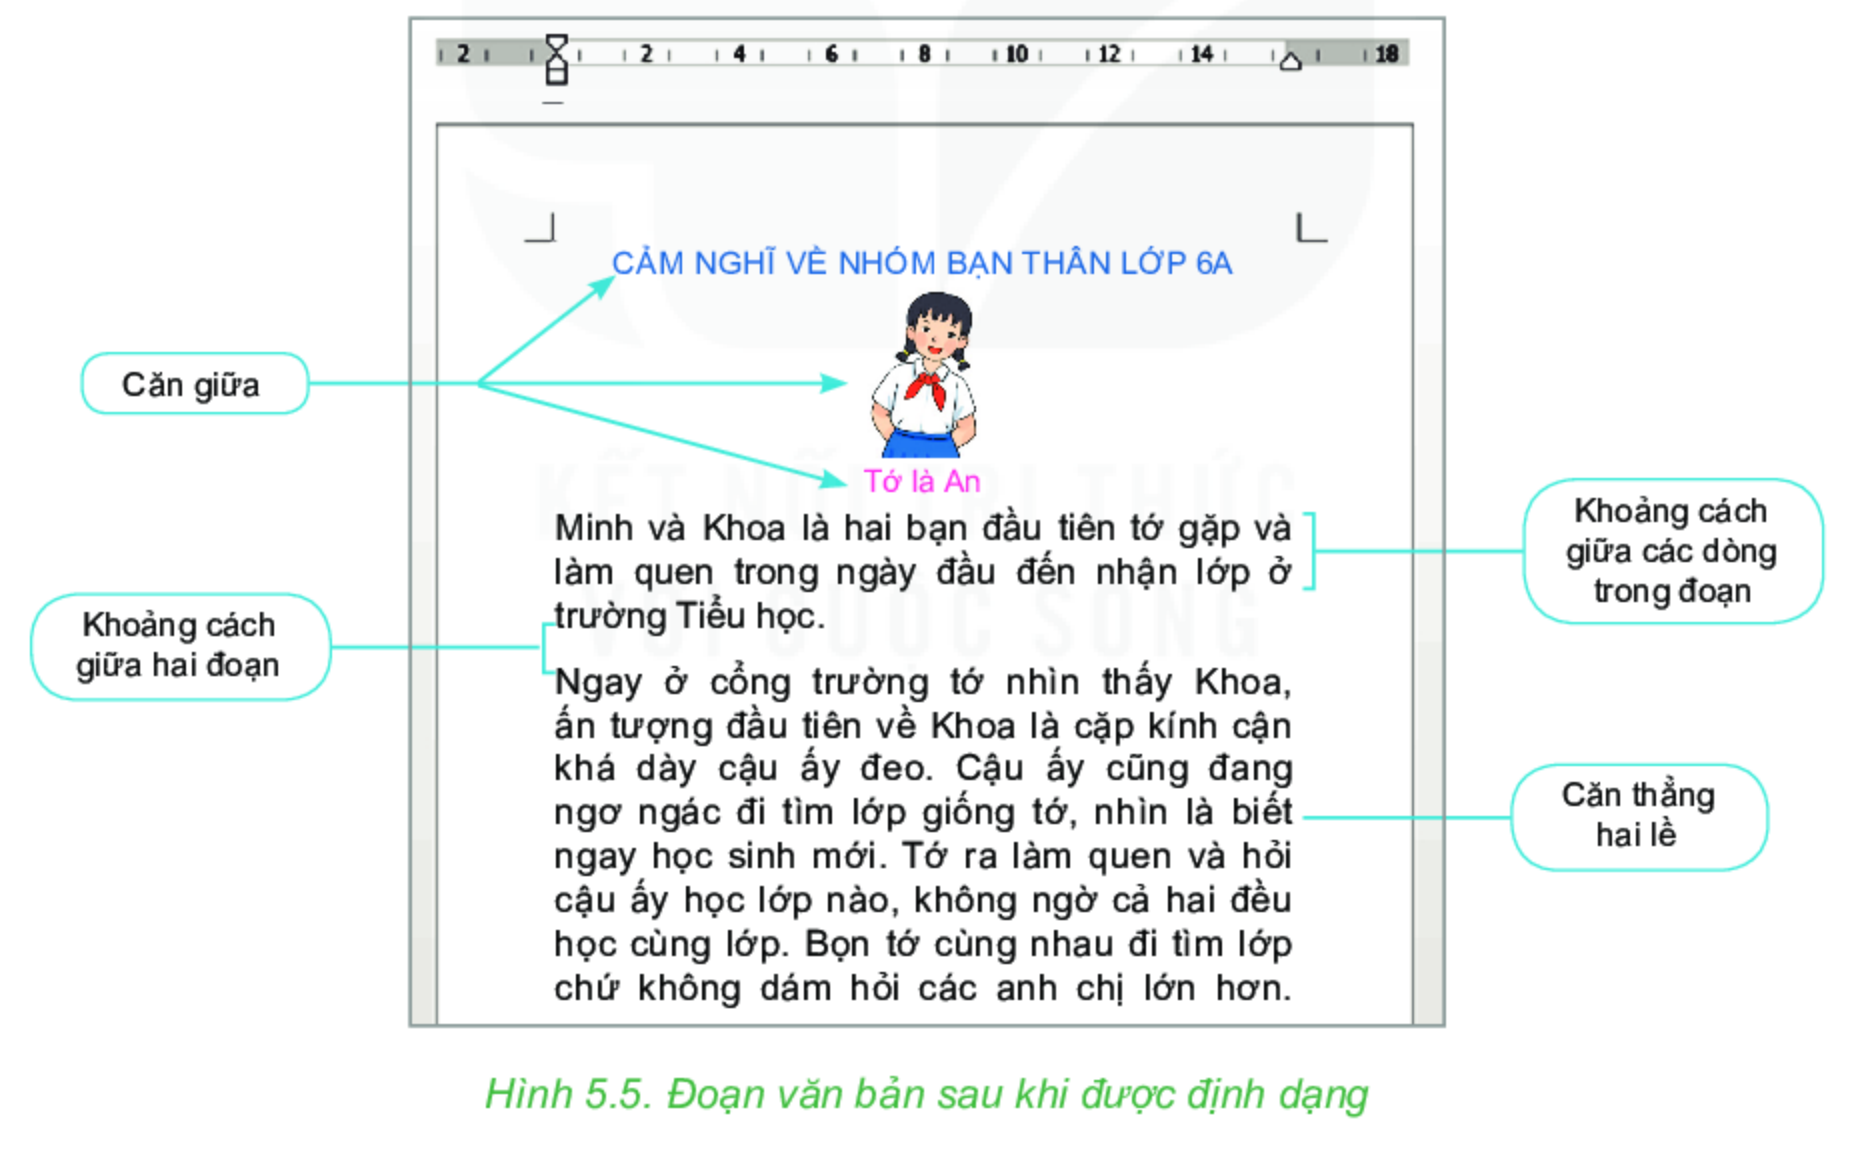 2 2 4 6 8 10 12 14 18
CẢM NGHĨ VỀ NHÓM BẠN THÂN LỚP 6A
Căn giữa
Tớ là An
KẾT NỐI TRI THỨC
VỚI CUỘC SỐNG
Minh và Khoa là hai bạn đầu tiên tớ gặp và
làm quen trong ngày đầu đến nhận lớp ở
trường Tiểu học.
Khoảng cách
giữa các dòng
trong đoạn
Khoảng cách
giữa hai đoạn
Ngay ở cổng trường tớ nhìn thấy Khoa,
ấn tượng đầu tiên về Khoa là cặp kính cận
khá dày cậu ấy đeo. Cậu ấy cũng đang
ngơ ngác đi tìm lớp giống tớ, nhìn là biết
ngay học sinh mới. Tớ ra làm quen và hỏi
cậu ấy học lớp nào, không ngờ cả hai đều
học cùng lớp. Bọn tớ cùng nhau đi tìm lớp
chứ không dám hỏi các anh chị lớn hơn.
Căn thẳng
hai lề
Hình 5.5. Đoạn văn bản sau khi được định dạng